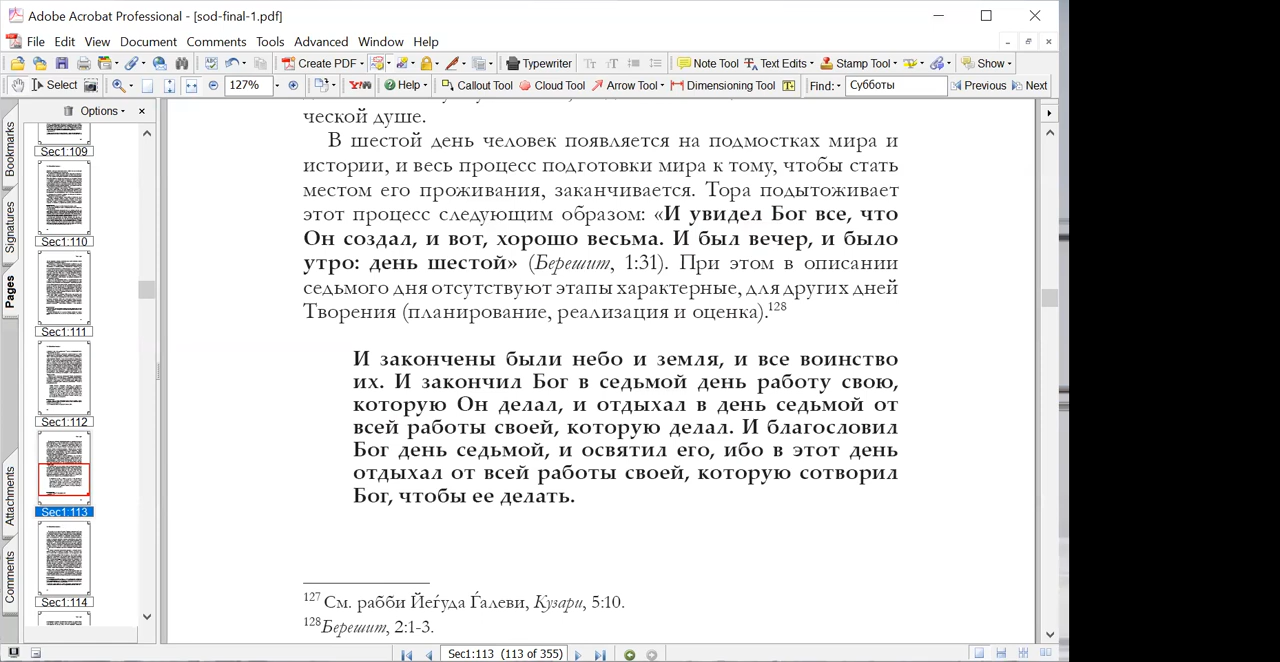 Adobe Acrobat Professional - [sod-final-1.pdf]
File Edit View Document Comments Tools Advanced Window Help
Create PDF Typewriter Note Tool Text Edits Stamp Tool Show
Select 127% Help Callout Tool Cloud Tool Arrow Tool Dimensioning Tool Find: Субботы Previous Next
Options
Bookmarks
Signatures
Pages
Attachments
Comments
Sec1:109
Sec1:110
Sec1:111
Sec1:112
Sec1:113
Sec1:114
ческой душе.
В шестой день человек появляется на подмостках мира и
истории, и весь процесс подготовки мира к тому, чтобы стать
местом его проживания, заканчивается. Тора подытоживает
этот процесс следующим образом: «И увидел Бог все, что
Он создал, и вот, хорошо весьма. И был вечер, и было
утро: день шестой» (Берешит, 1:31). При этом в описании
седьмого дня отсутствуют этапы характерные, для других дней
Творения (планирование, реализация и оценка).128
И закончены были небо и земля, и все воинство
их. И закончил Бог в седьмой день работу свою,
которую Он делал, и отдыхал в день седьмой от
всей работы своей, которую делал. И благословил
Бог день седьмой, и освятил его, ибо в этот день
отдыхал от всей работы своей, которую сотворил
Бог, чтобы ее делать.
127 См. рабби Йеѓуда Ѓалеви, Кузари, 5:10.
128 Берешит, 2:1-3.
Sec1:113 (113 of 355)